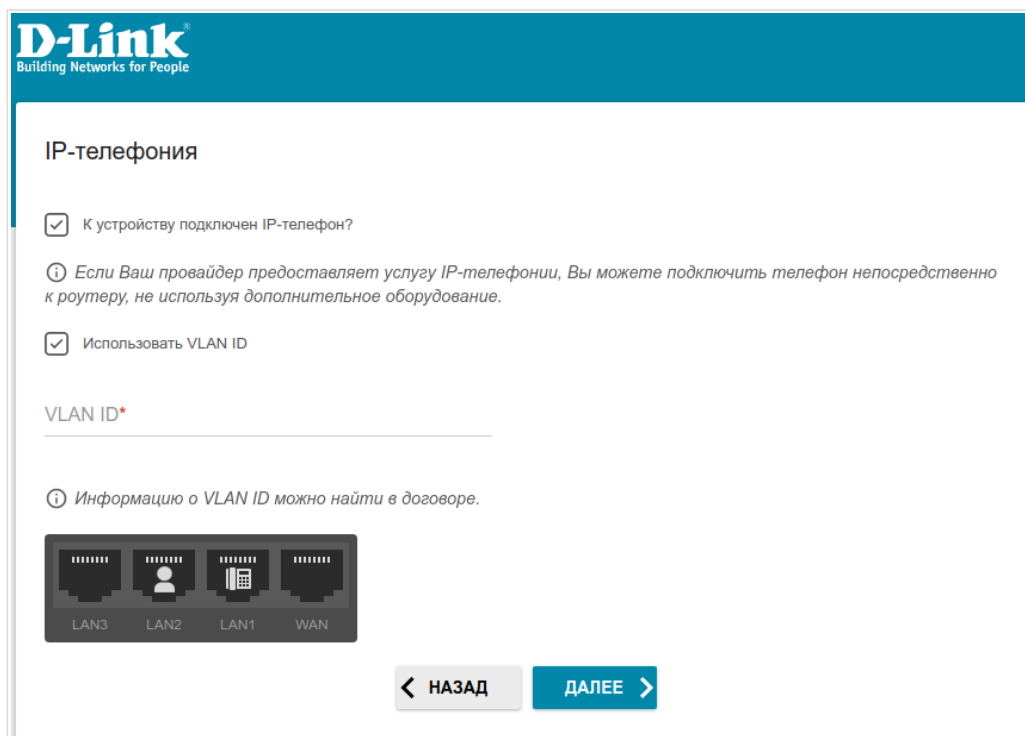 D-Link®
Building Networks for People
IP-телефония
К устройству подключен IP-телефон?
Если Ваш провайдер предоставляет услугу IP-телефонии, Вы можете подключить телефон непосредственно
к роутеру, не используя дополнительное оборудование.
Использовать VLAN ID
VLAN ID*
Информацию о VLAN ID можно найти в договоре.
LAN3 LAN2 LAN1 WAN
НАЗАД ДАЛЕЕ